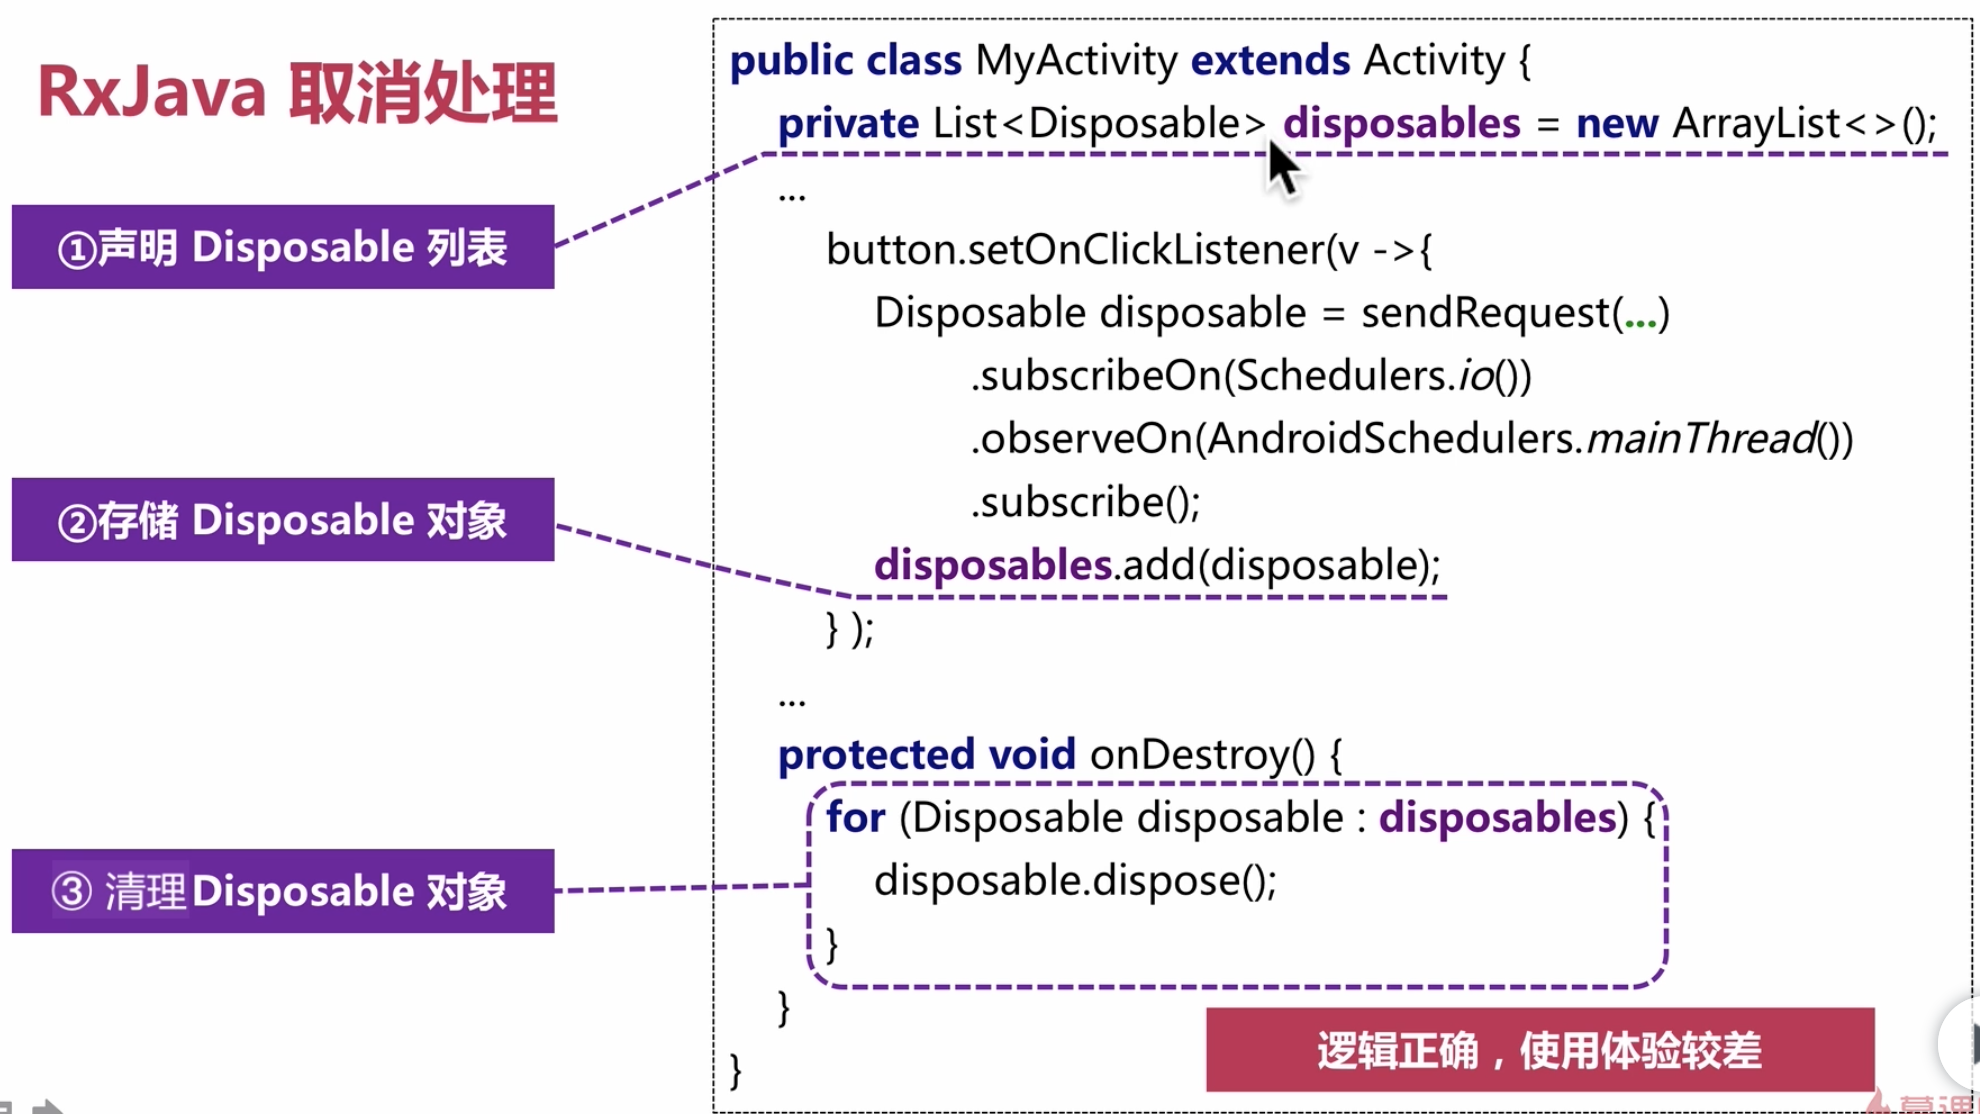 RxJava 取消处理
①声明 Disposable 列表
②存储 Disposable 对象
③ 清理Disposable 对象
public class MyActivity extends Activity {
private List<Disposable> disposables = new ArrayList<>();
...
button.setOnClickListener(v ->{
Disposable disposable = sendRequest(...)
.subscribeOn(Schedulers.io())
.observeOn(AndroidSchedulers.mainThread())
.subscribe();
disposables.add(disposable);
} );
...
protected void onDestroy() {
for (Disposable disposable : disposables) {
disposable.dispose();
}
}
}
逻辑正确，使用体验较差